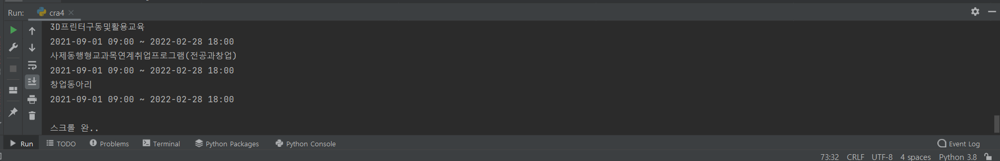 Run: cra4
3D프린터구동및활용교육
2021-09-01 09:00 ~ 2022-02-28 18:00
사제동행형교과목연계취업프로그램(전공과창업)
2021-09-01 09:00 ~ 2022-02-28 18:00
창업동아리
2021-09-01 09:00 ~ 2022-02-28 18:00
스크롤 완..
Run TODO Problems Terminal Python Packages Python Console Event Log
73:32 CRLF UTF-8 4 spaces Python 3.8